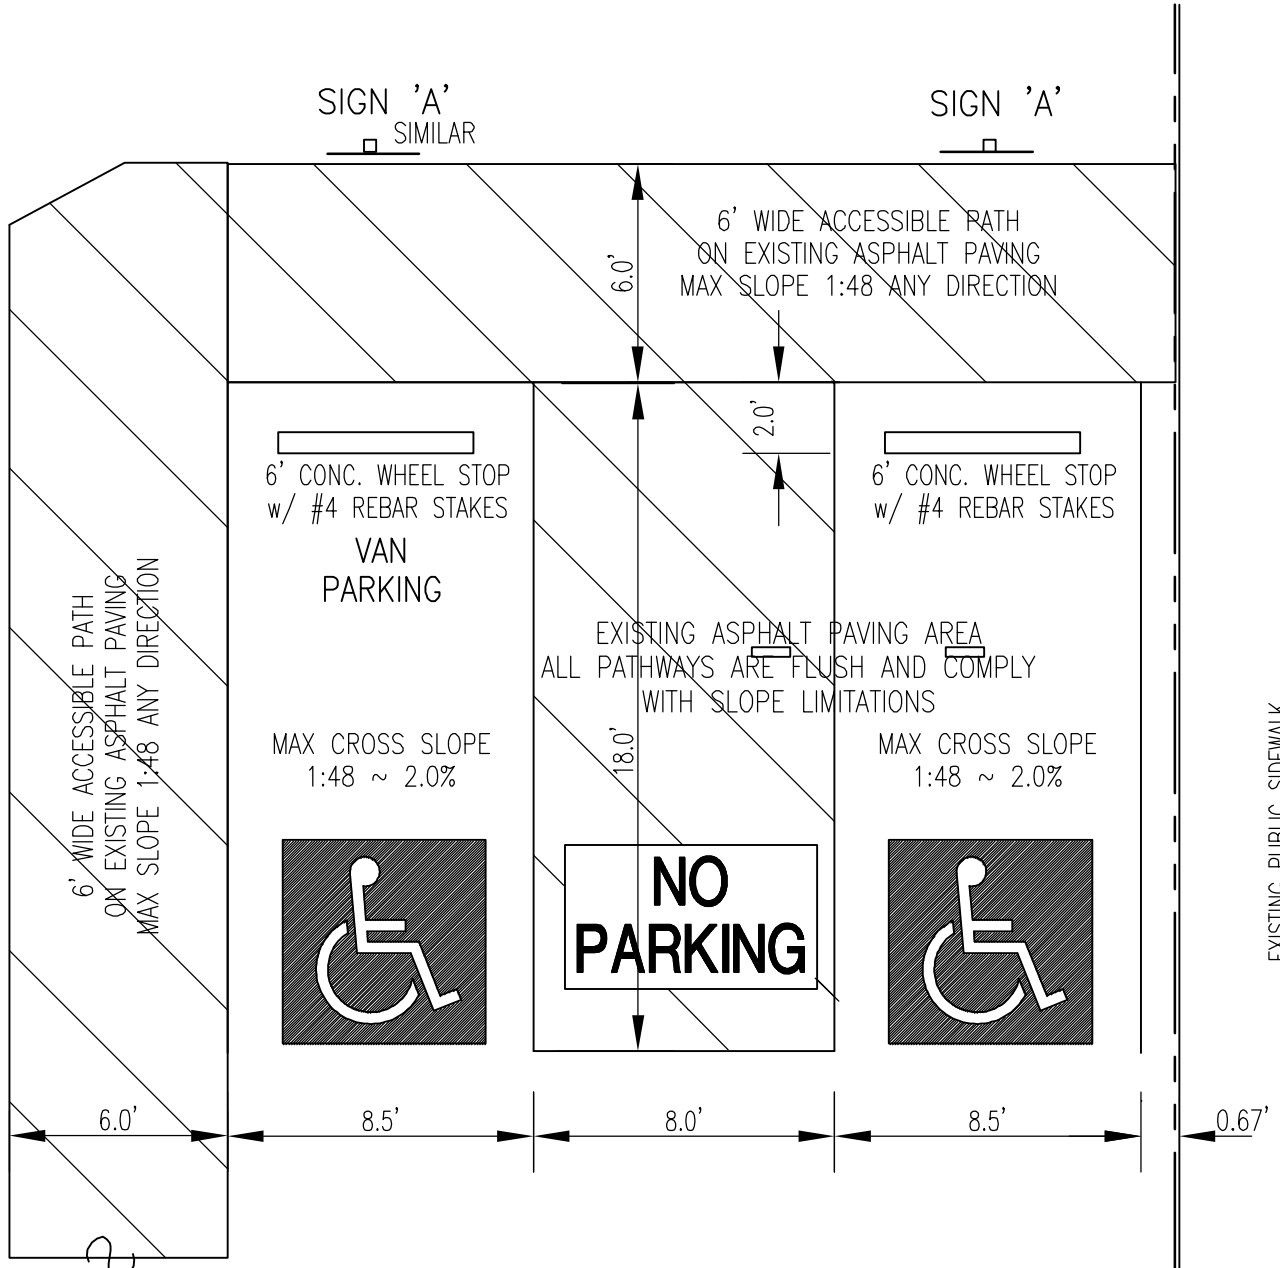 SIGN 'A'
SIMILAR
SIGN 'A'
6' WIDE ACCESSIBLE PATH
ON EXISTING ASPHALT PAVING
MAX SLOPE 1:48 ANY DIRECTION
6.0'
2.0'
6' CONC. WHEEL STOP
w/ #4 REBAR STAKES
VAN
PARKING
6' CONC. WHEEL STOP
w/ #4 REBAR STAKES
6' WIDE ACCESSIBLE PATH
ON EXISTING ASPHALT PAVING
MAX SLOPE 1:48 ANY DIRECTION
EXISTING ASPHALT PAVING AREA
ALL PATHWAYS ARE FLUSH AND COMPLY
WITH SLOPE LIMITATIONS
18.0'
MAX CROSS SLOPE
1:48 ~ 2.0%
MAX CROSS SLOPE
1:48 ~ 2.0%
EXISTING PUBLIC SIDEWALK
NO
PARKING
6.0'
8.5'
8.0'
8.5'
0.67'